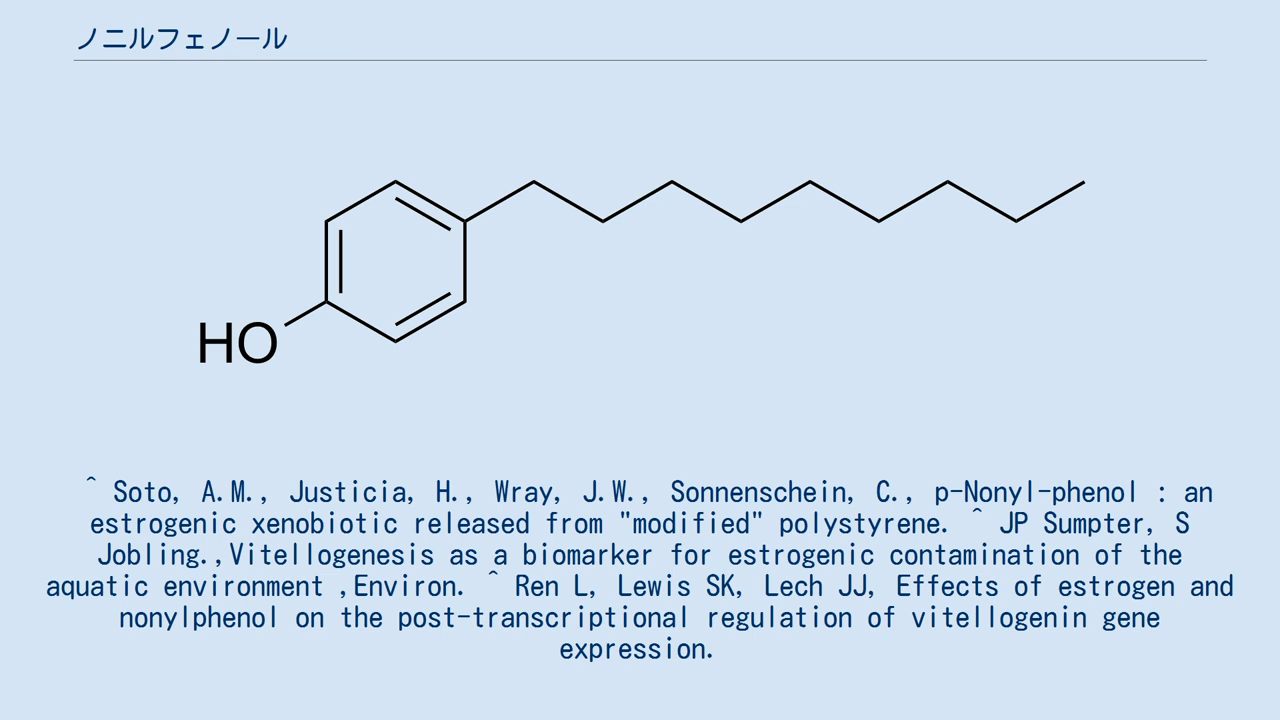 ノニルフェノール
HO
^ Soto, A.M., Justicia, H., Wray, J.W., Sonnenschein, C., p-Nonyl-phenol : an
estrogenic xenobiotic released from "modified" polystyrene. ^ JP Sumpter, S
Jobling.,Vitellogenesis as a biomarker for estrogenic contamination of the
aquatic environment ,Environ. ^ Ren L, Lewis SK, Lech JJ, Effects of estrogen and
nonylphenol on the post-transcriptional regulation of vitellogenin gene
expression.